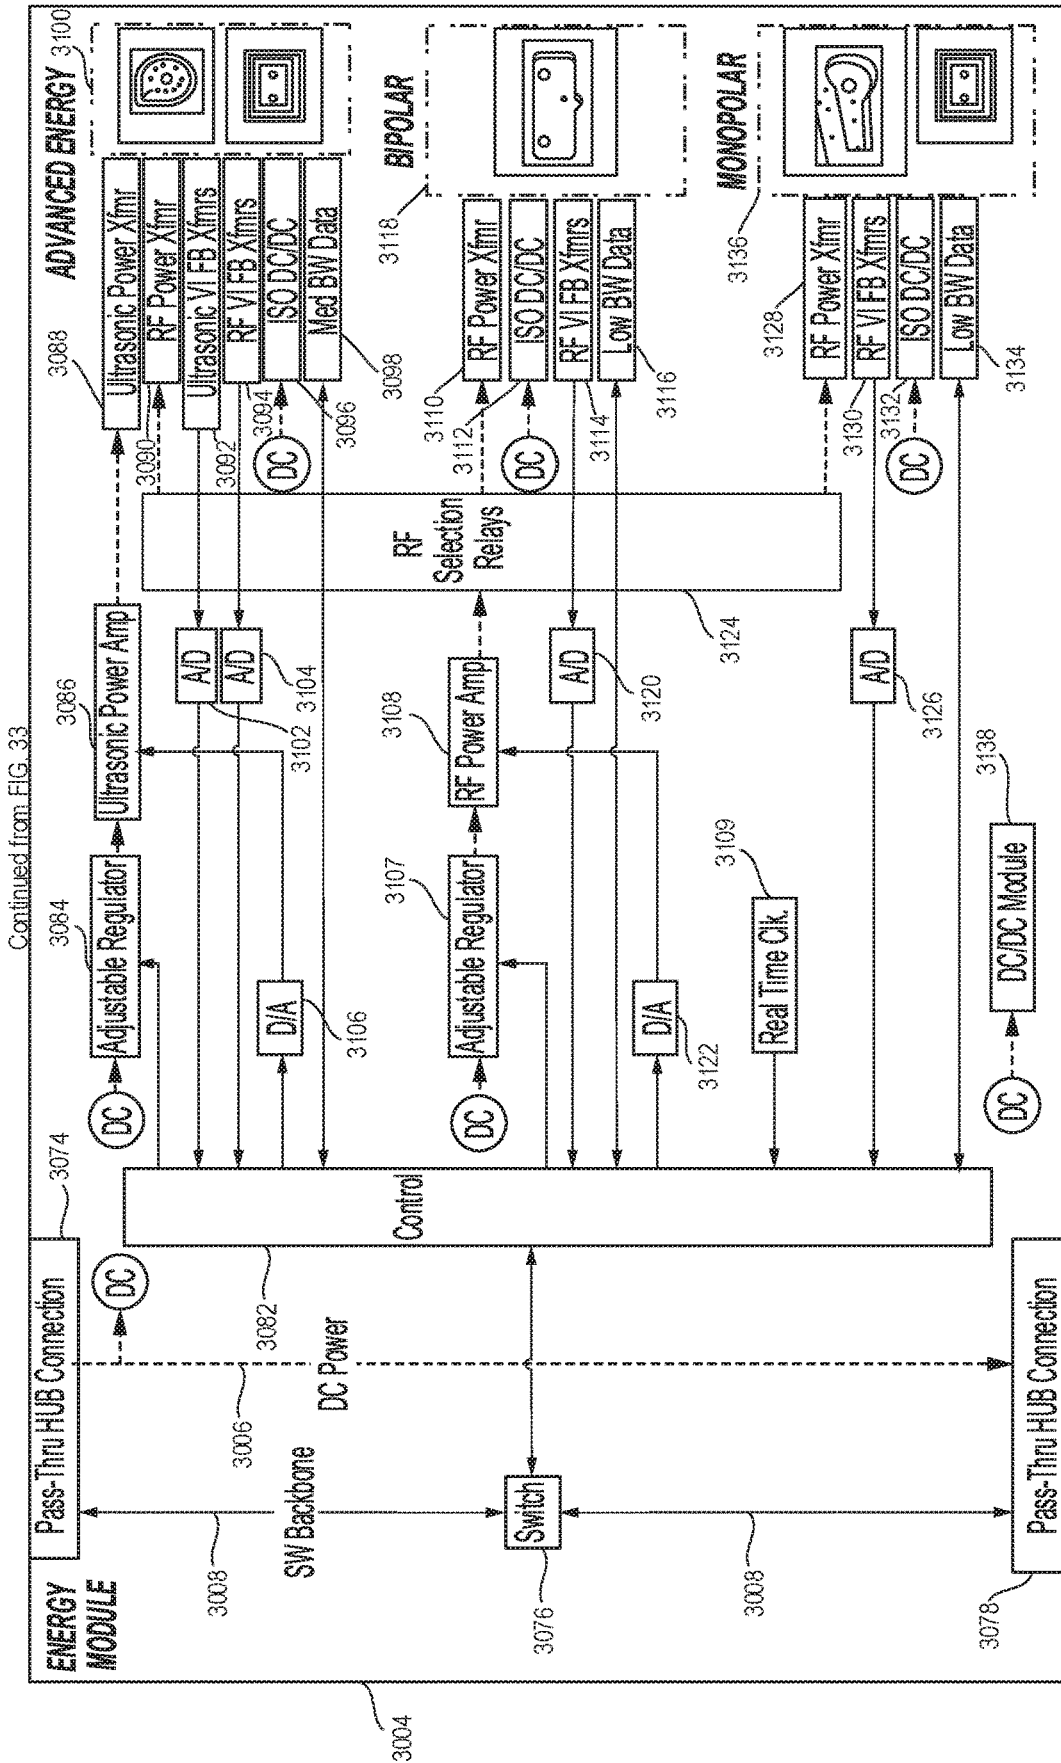 Continued from FIG. 33
ENERGY
MODULE
3004
Pass-Thru HUB Connection
3074
3008
SW Backbone
3006
DC Power
DC
Switch
3076
3008
Pass-Thru HUB Connection
3078
Control
3082
DC
Adjustable Regulator
3084
Ultrasonic Power Amp
3086
D/A
3106
A/D
3102
A/D
3104
DC
Adjustable Regulator
3107
RF Power Amp
3108
D/A
3122
A/D
3120
Real Time Clk.
3109
A/D
3126
DC
DC/DC Module
3138
RF
Selection
Relays
3124
ADVANCED ENERGY
3100
Ultrasonic Power Xfmr
3088
RF Power Xfmr
3090
Ultrasonic VI FB Xfmrs
3092
RF VI FB Xfmrs
3094
DC
ISO DC/DC
3096
Med BW Data
3098
BIPOLAR
3118
RF Power Xfmr
3110
DC
ISO DC/DC
3112
RF VI FB Xfmrs
3114
Low BW Data
3116
MONOPOLAR
3136
RF Power Xfmr
3128
RF VI FB Xfmrs
3130
DC
ISO DC/DC
3132
Low BW Data
3134